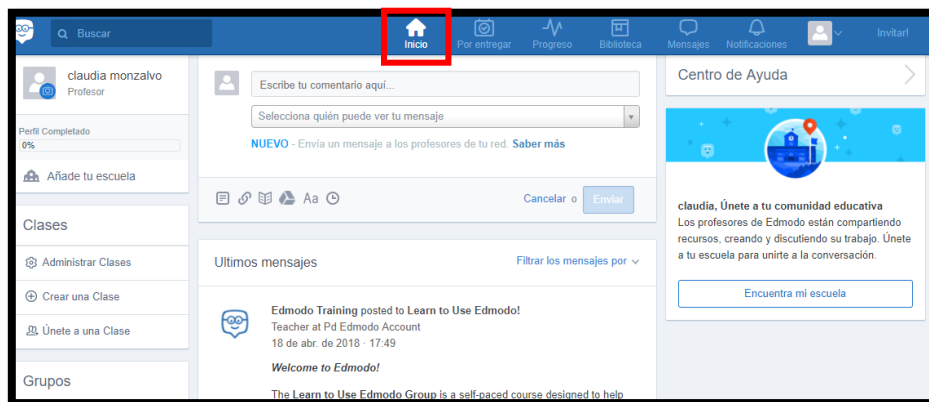 Buscar
Inicio
Por entregar
Progreso
Biblioteca
Mensajes
Notificaciones
Invitar!
claudia monzalvo
Profesor
Perfil Completado
0%
Añade tu escuela
Clases
Administrar Clases
Crear una Clase
Únete a una Clase
Grupos
Escribe tu comentario aquí...
Selecciona quién puede ver tu mensaje
NUEVO - Envía un mensaje a los profesores de tu red. Saber más
Aa
Cancelar o Enviar
Ultimos mensajes
Filtrar los mensajes por
Edmodo Training posted to Learn to Use Edmodo!
Teacher at Pd Edmodo Account
18 de abr. de 2018 · 17:49
Welcome to Edmodo!
The Learn to Use Edmodo Group is a self-paced course designed to help
Centro de Ayuda
claudia, Únete a tu comunidad educativa
Los profesores de Edmodo están compartiendo
recursos, creando y discutiendo su trabajo. Únete
a tu escuela para unirte a la conversación.
Encuentra mi escuela